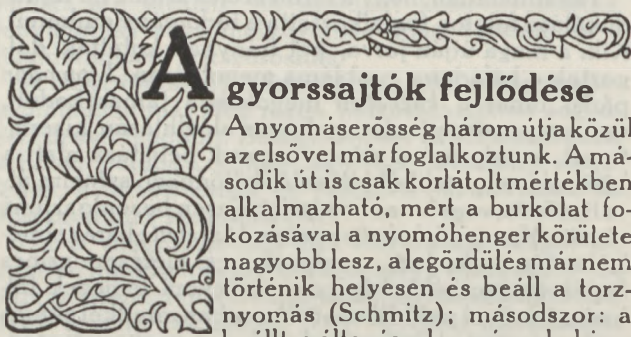 A gyorssajtók fejlődése
A nyomáserősség három útja közül
az elsővel már foglalkoztunk. A má-
sodik út is csak korlátolt mértékben
alkalmazható, mert a burkolat fo-
kozásával a nyomóhenger körülete
nagyobb lesz, a legördülés már nem
történik helyesen és beáll a torz-
nyomás (Schmitz); másodszor: a